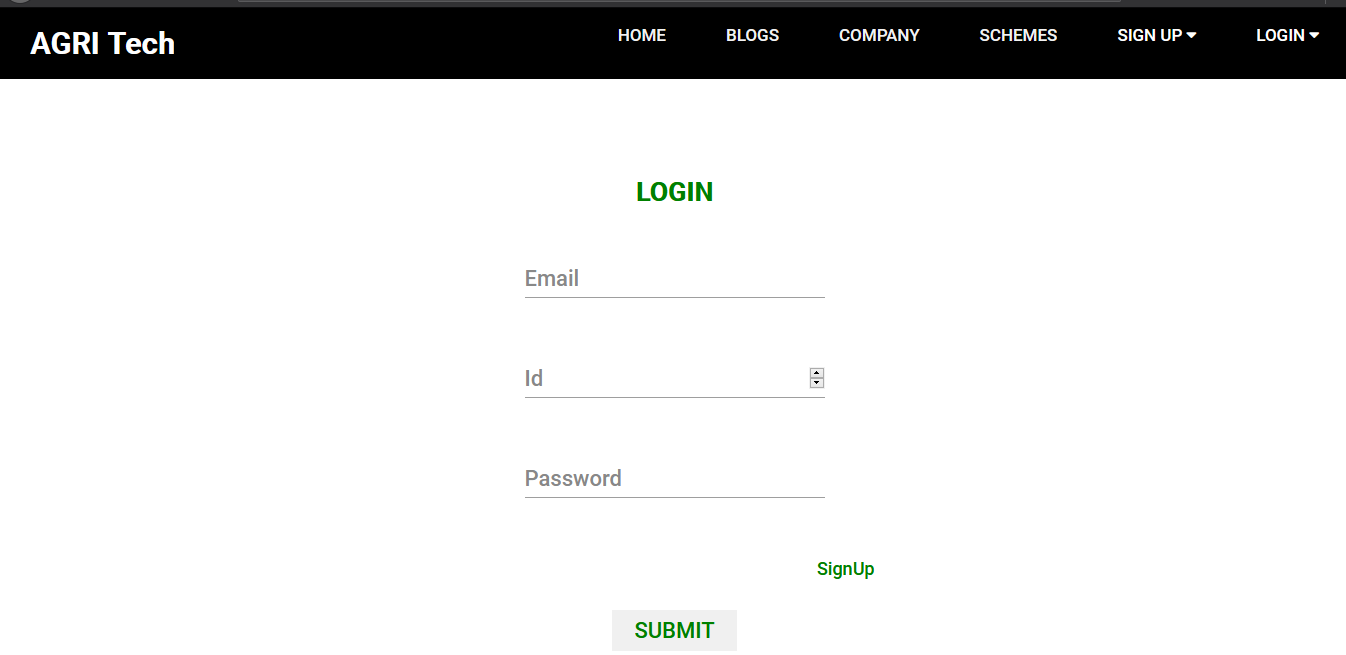 AGRI Tech
HOME BLOGS COMPANY SCHEMES SIGN UP LOGIN
LOGIN
Email
Id
Password
SignUp
SUBMIT